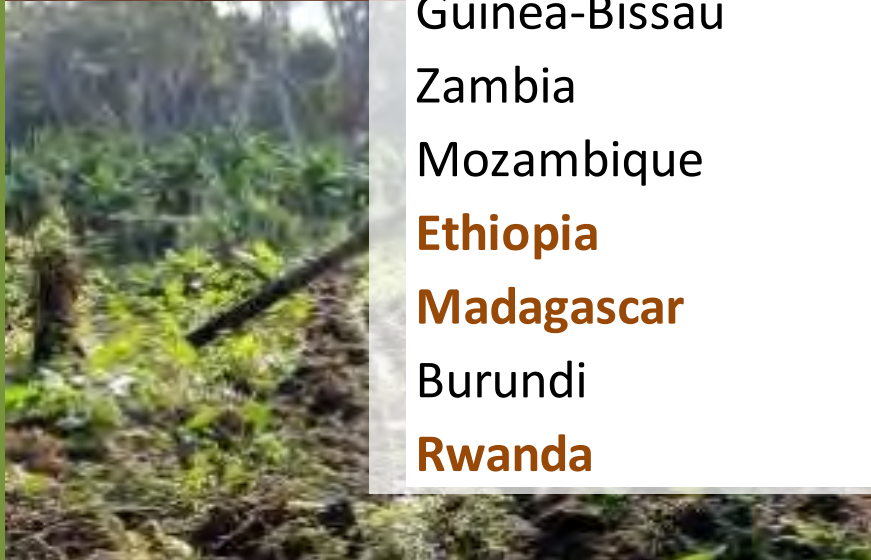 Guinea-Bissau
Zambia
Mozambique
Ethiopia
Madagascar
Burundi
Rwanda